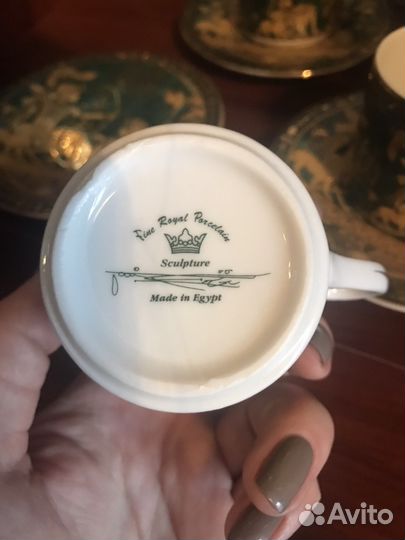 Fine Royal Porcelain
Sculpture
Made in Egypt
Avito